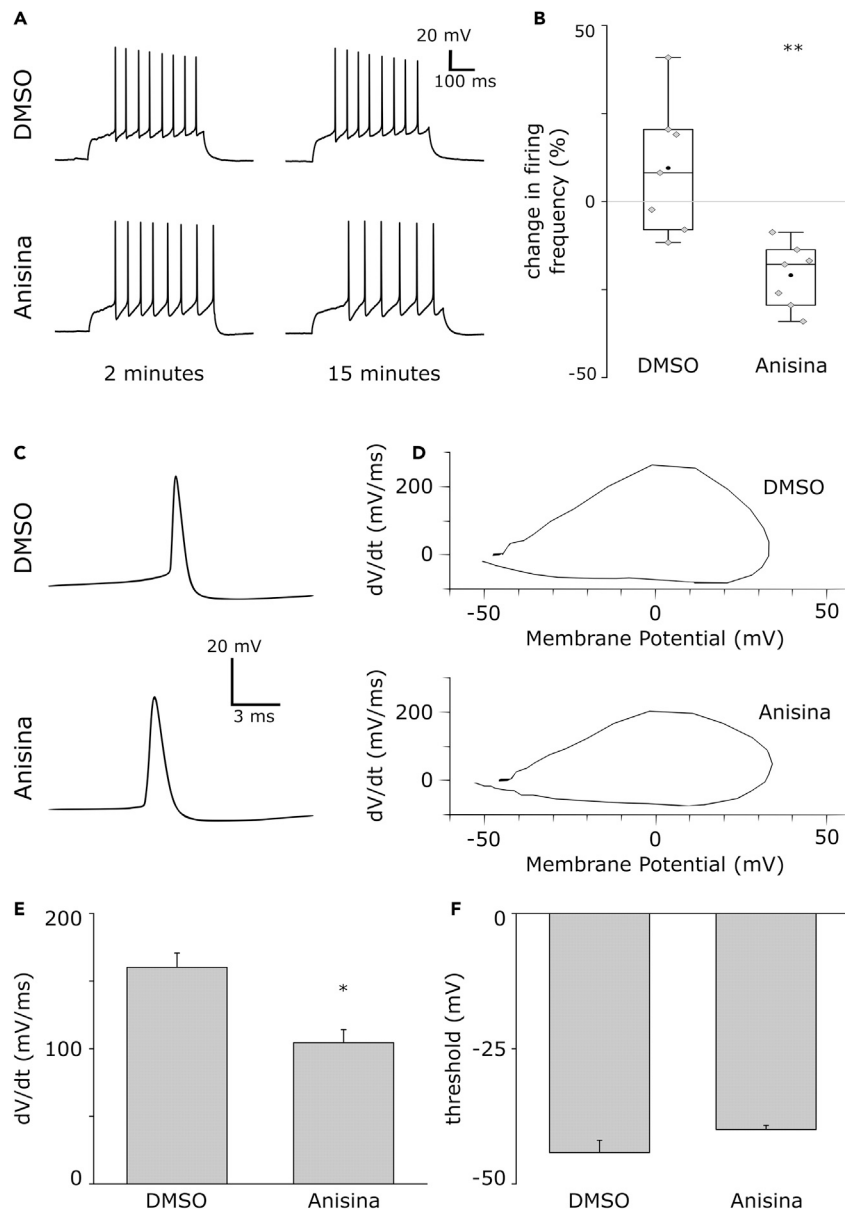 A
DMSO
20 mV
100 ms
Anisina
2 minutes
15 minutes
B
change in firing
frequency (%)
50
0
-50
**
DMSO
Anisina
C
DMSO
20 mV
3 ms
Anisina
D
dV/dt (mV/ms)
200
0
DMSO
-50
0
50
Membrane Potential (mV)
dV/dt (mV/ms)
200
0
Anisina
-50
0
50
Membrane Potential (mV)
E
dV/dt (mV/ms)
200
100
0
*
DMSO
Anisina
F
threshold (mV)
0
-25
-50
DMSO
Anisina